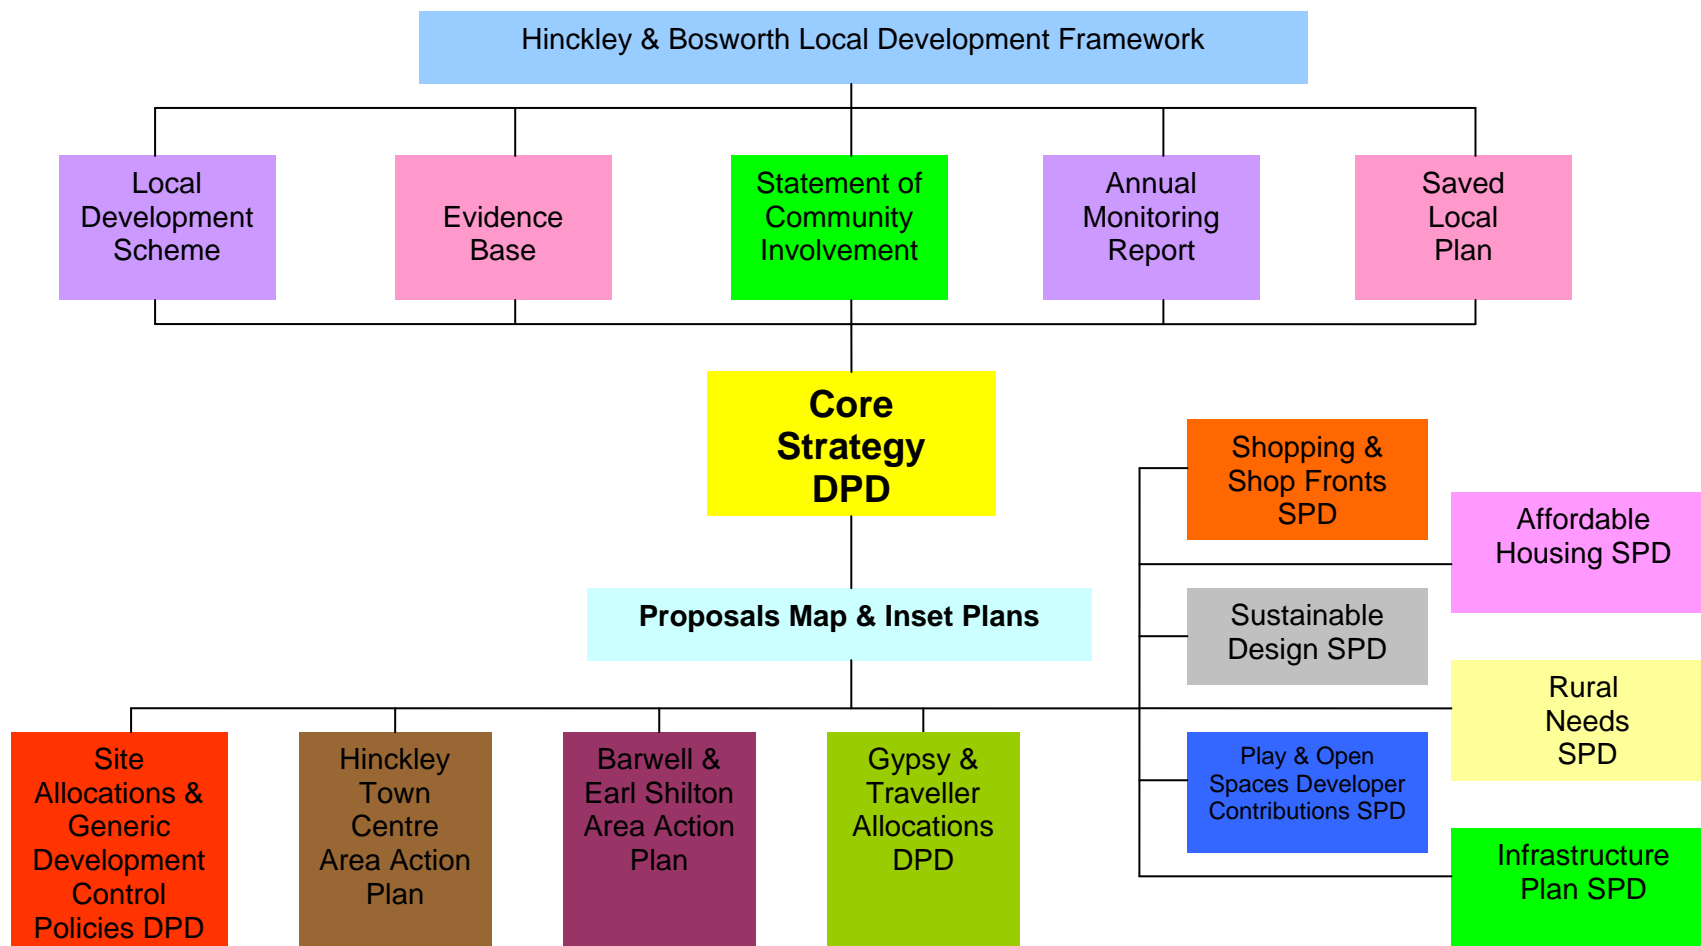 Hinckley & Bosworth Local Development Framework
Local
Development
Scheme
Evidence
Base
Statement of
Community
Involvement
Annual
Monitoring
Report
Saved
Local
Plan
Core
Strategy
DPD
Shopping &
Shop Fronts
SPD
Affordable
Housing SPD
Proposals Map & Inset Plans
Sustainable
Design SPD
Rural
Needs
SPD
Site
Allocations &
Generic
Development
Control
Policies DPD
Hinckley
Town
Centre
Area Action
Plan
Barwell &
Earl Shilton
Area Action
Plan
Gypsy &
Traveller
Allocations
DPD
Play & Open
Spaces Developer
Contributions SPD
Infrastructure
Plan SPD